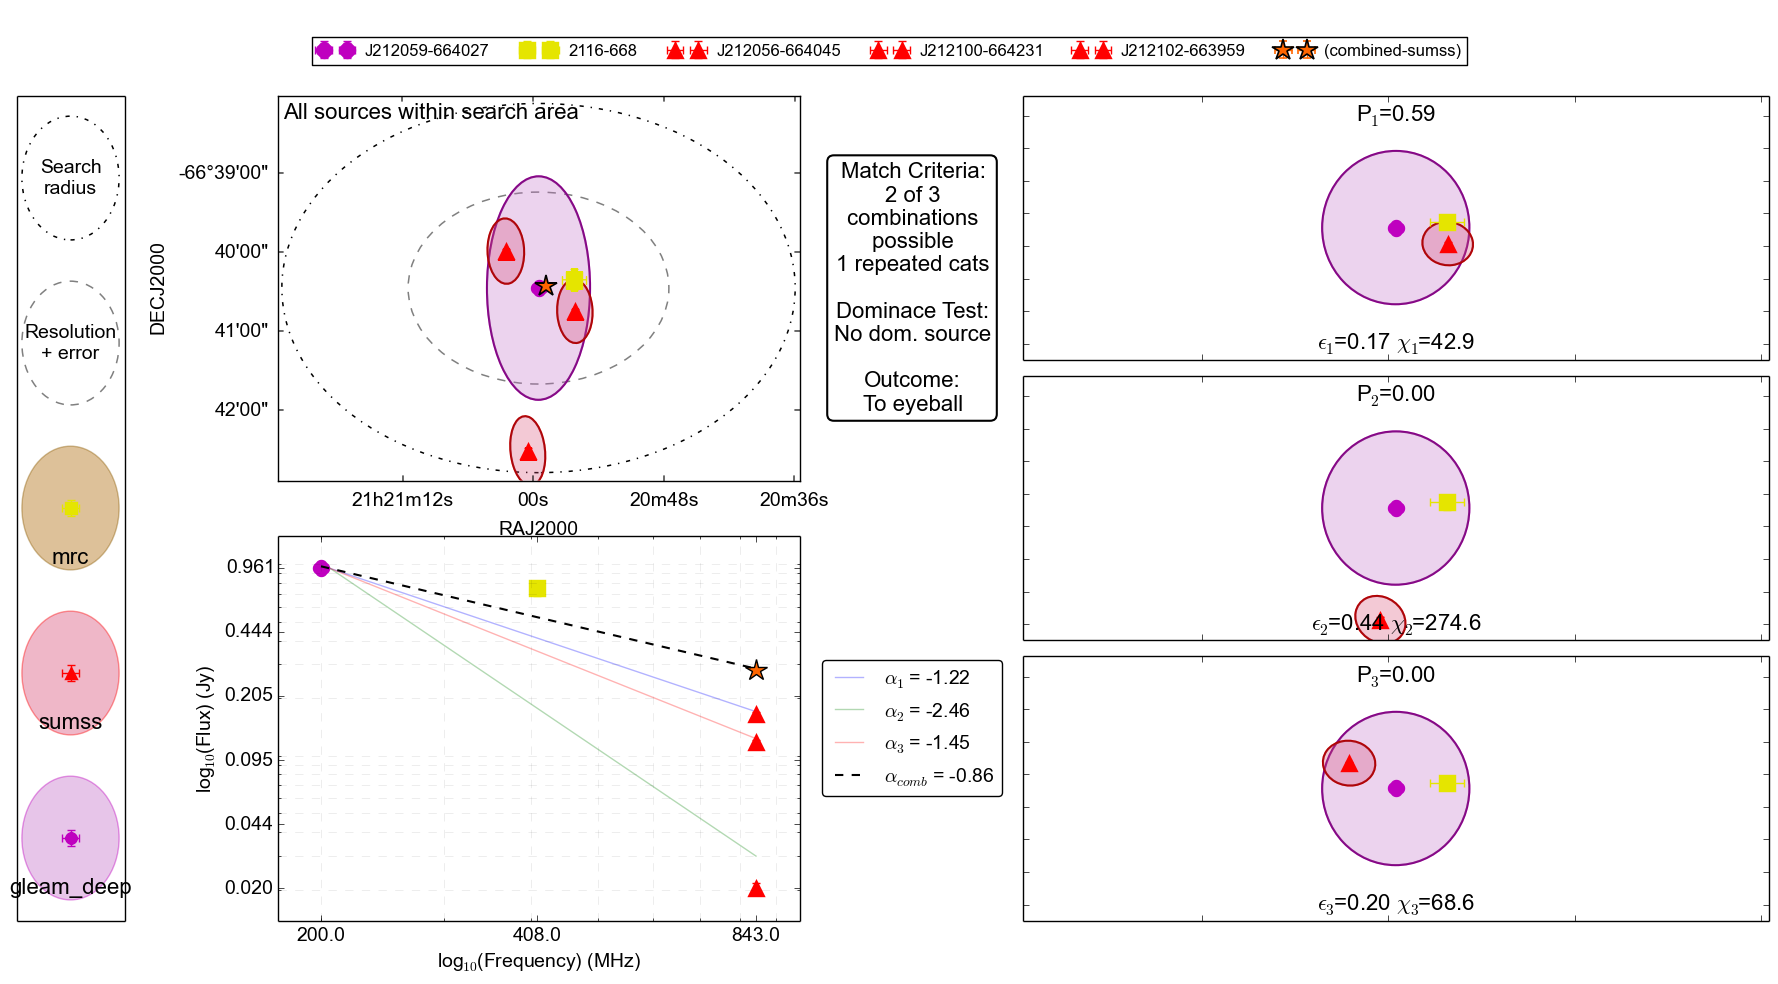 J212059-664027 2116-668 J212056-664045 J212100-664231 J212102-663959 (combined-sumss)
Search
radius
Resolution
+ error
mrc
sumss
gleam_deep
All sources within search area
DECJ2000
-66°39'00"
40'00"
41'00"
42'00"
21h21m12s 00s 20m48s 20m36s
RAJ2000
Match Criteria:
2 of 3
combinations
possible
1 repeated cats
Dominace Test:
No dom. source
Outcome:
To eyeball
log10(Flux) (Jy)
0.961
0.444
0.205
0.095
0.044
0.020
200.0 408.0 843.0
log10(Frequency) (MHz)
α1 = -1.22
α2 = -2.46
α3 = -1.45
αcomb = -0.86
P1=0.59
ϵ1=0.17 χ1=42.9
P2=0.00
ϵ2=0.44 χ2=274.6
P3=0.00
ϵ3=0.20 χ3=68.6